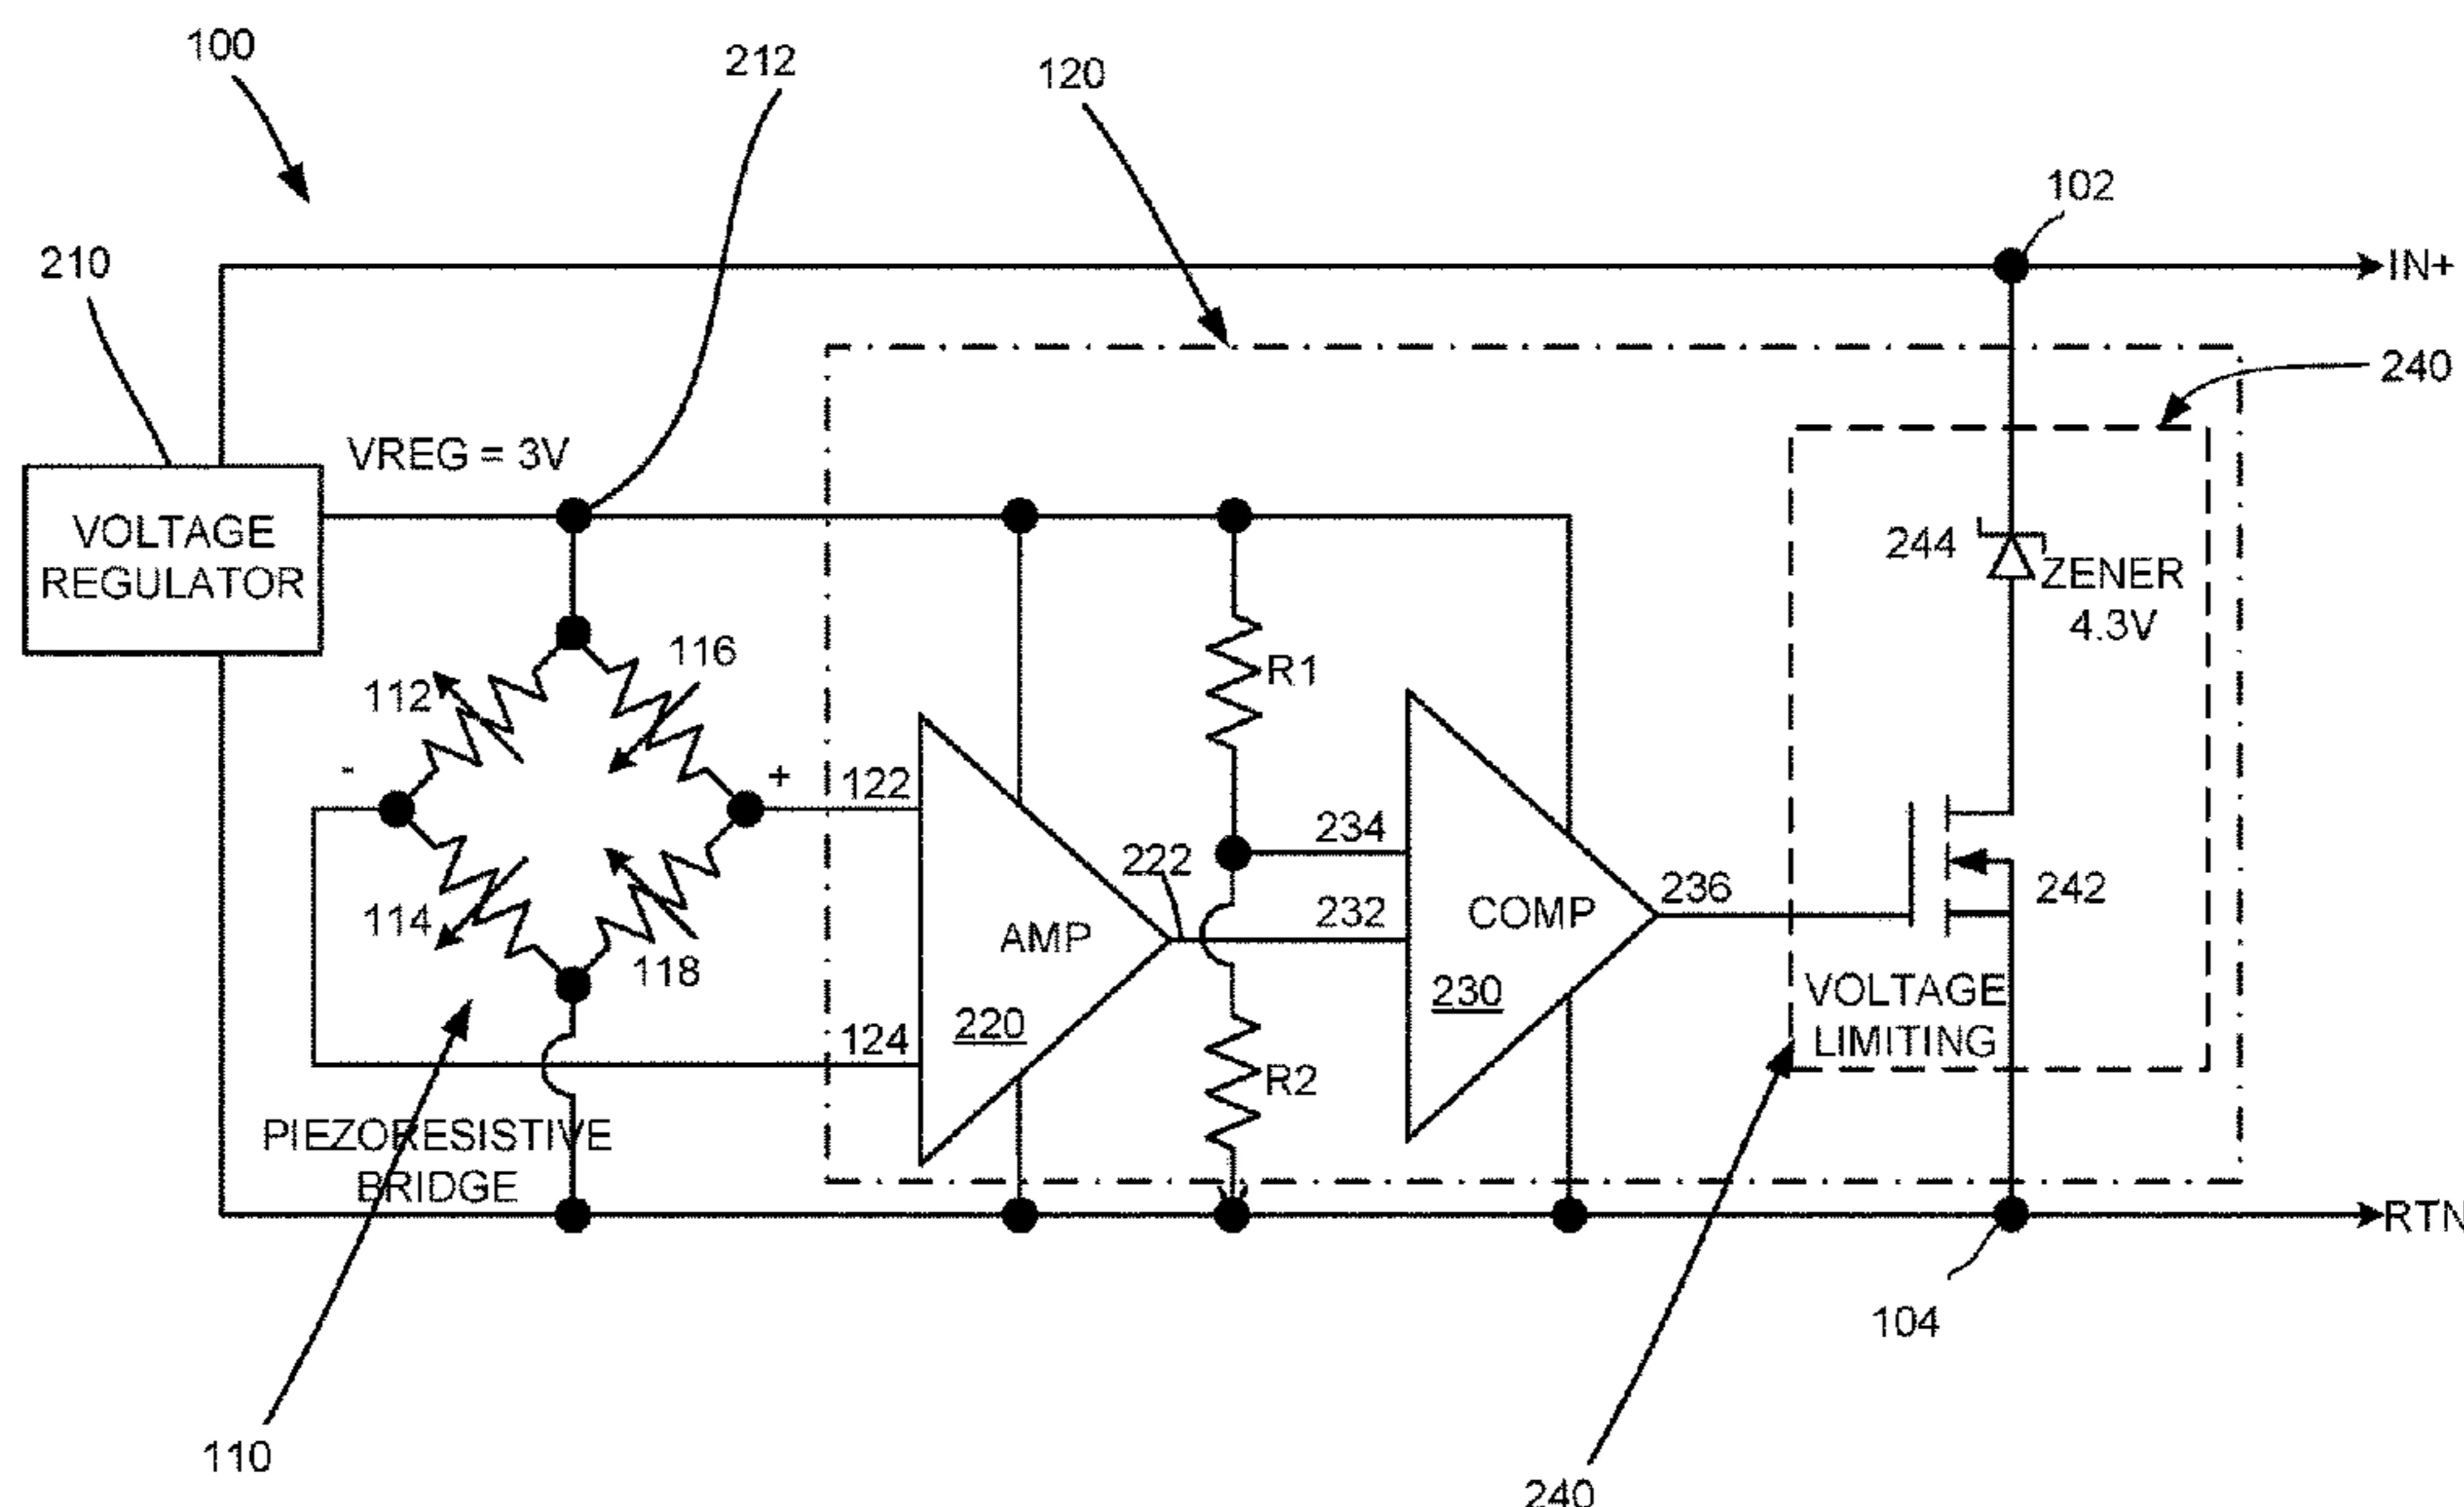 100
212
120
102
IN+
210
240
VREG = 3V
VOLTAGE
REGULATOR
244
ZENER
4.3V
116
112
R1
-
+
122
234
222
232
236
242
114
AMP
COMP
118
VOLTAGE
LIMITING
230
220
124
R2
PIEZORESISTIVE
BRIDGE
RTN
104
110
240